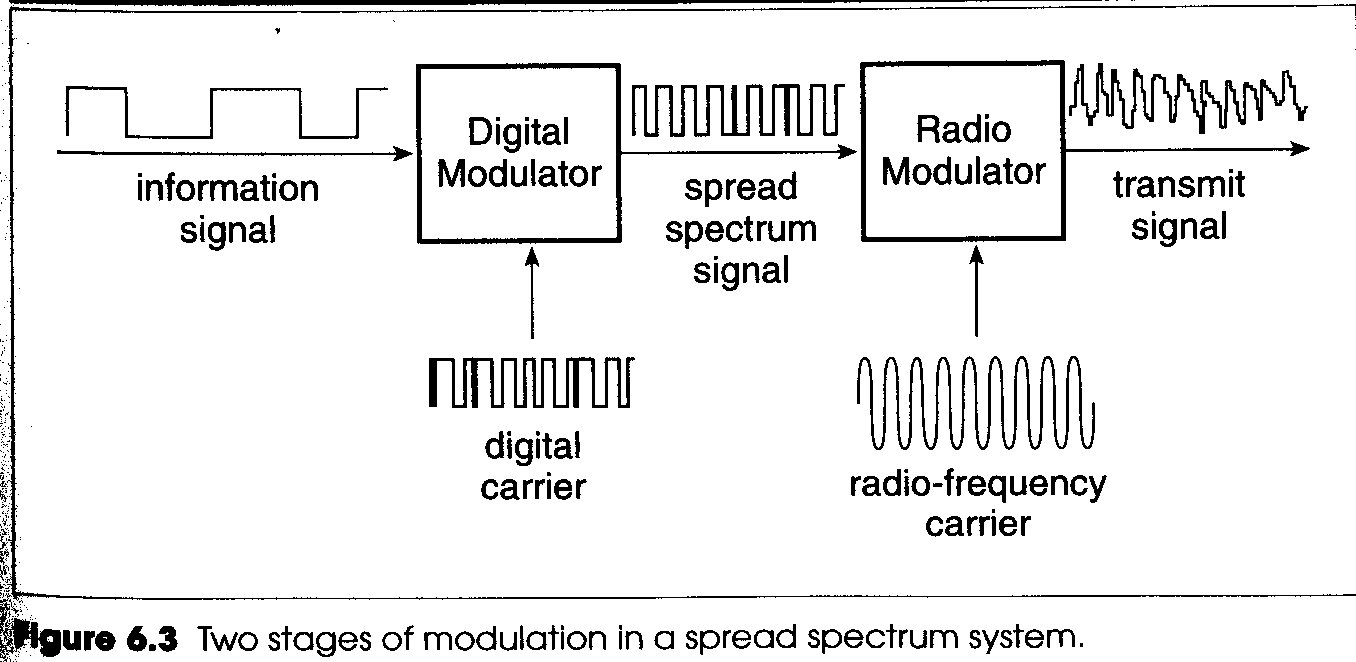 Digital
Modulator
Radio
Modulator
information
signal
spread
spectrum
signal
transmit
signal
digital
carrier
radio-frequency
carrier
Figure 6.3 Two stages of modulation in a spread spectrum system.